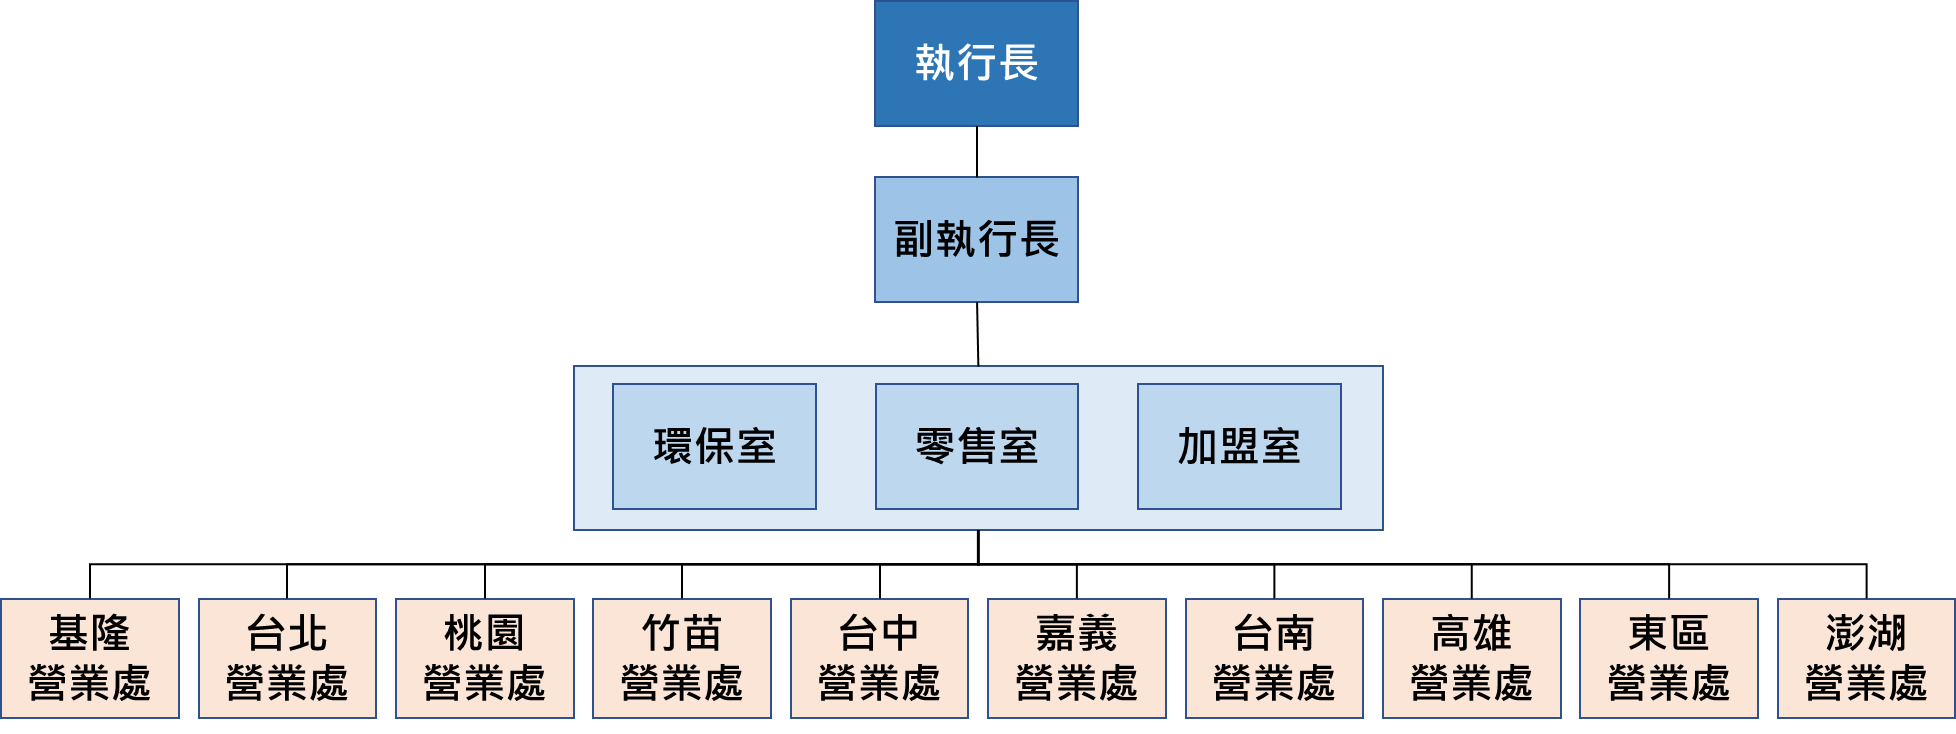 執行長
副執行長
環保室
零售室
加盟室
基隆
營業處
台北
營業處
桃園
營業處
竹苗
營業處
台中
營業處
嘉義
營業處
台南
營業處
高雄
營業處
東區
營業處
澎湖
營業處